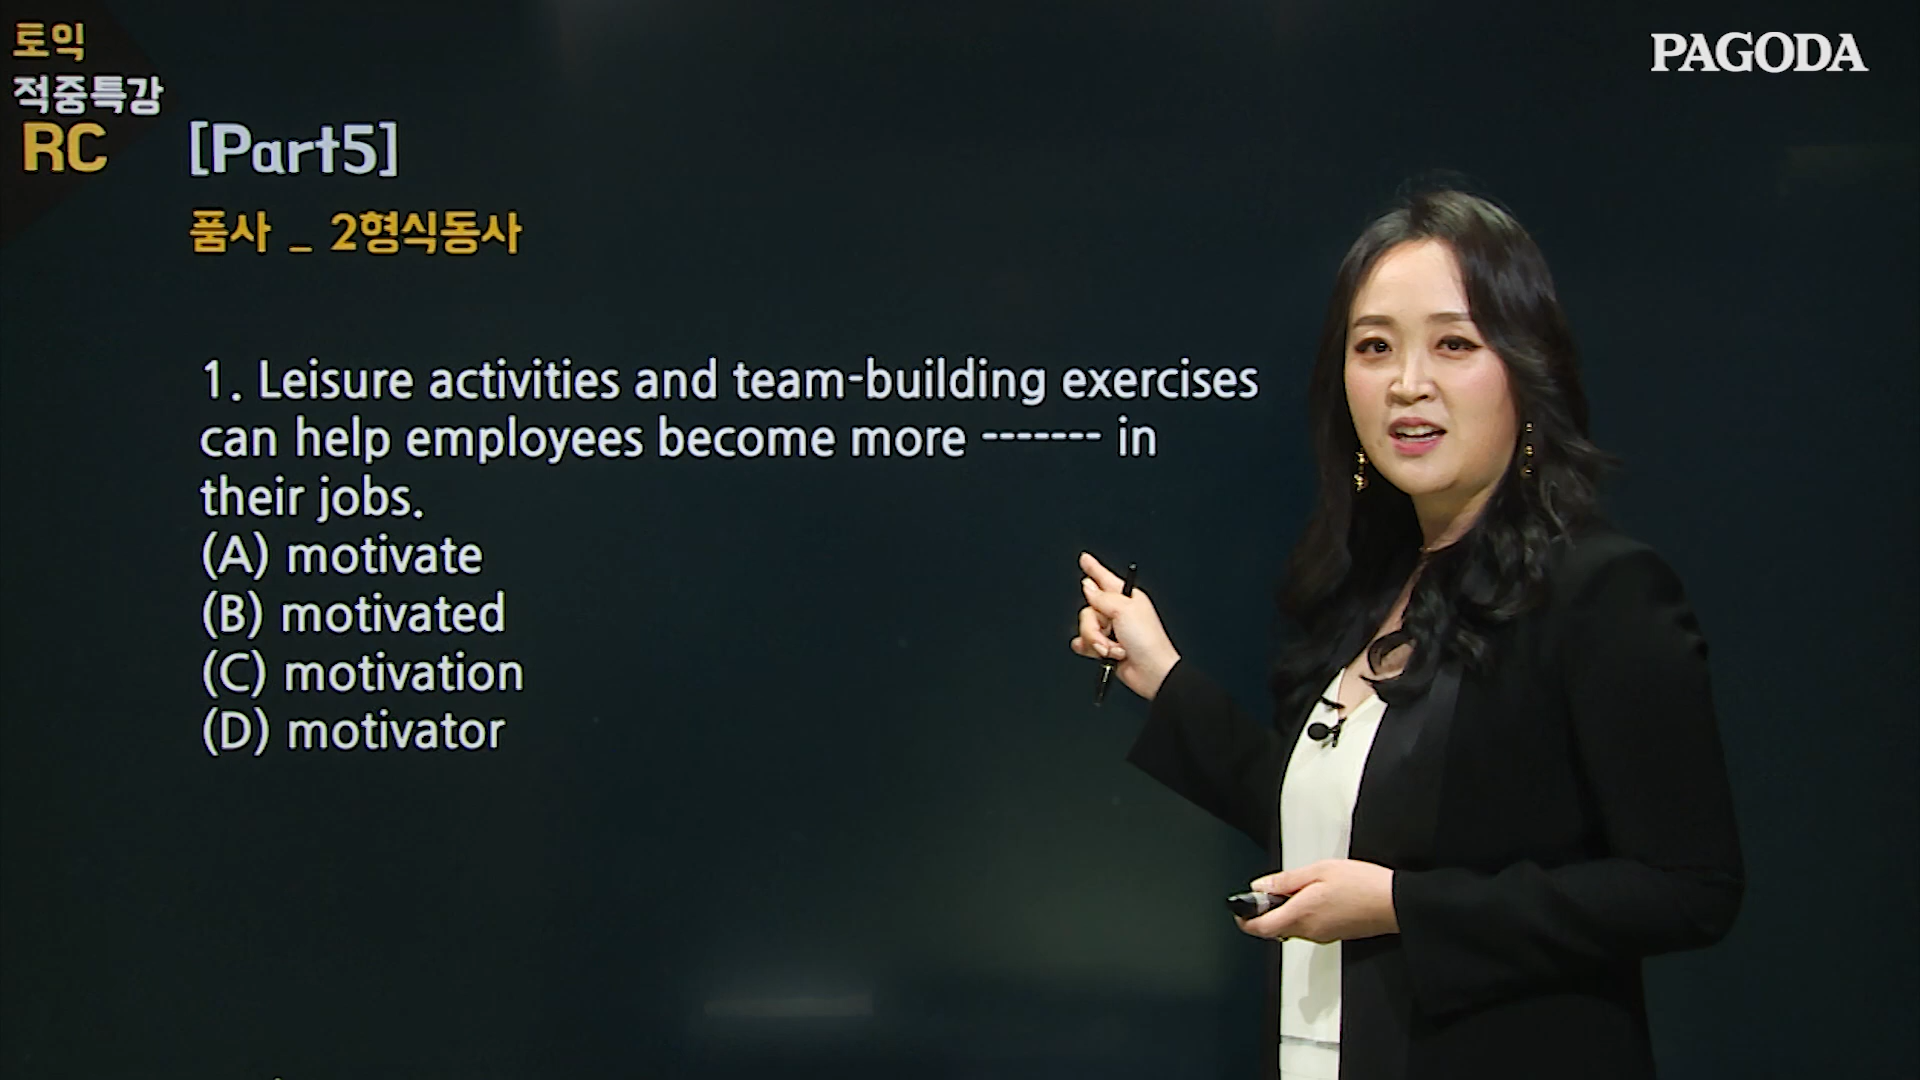 토익
적중특강
RC
PAGODA
[Part5]
품사 _ 2형식동사
1. Leisure activities and team-building exercises
can help employees become more ------- in
their jobs.
(A) motivate
(B) motivated
(C) motivation
(D) motivator